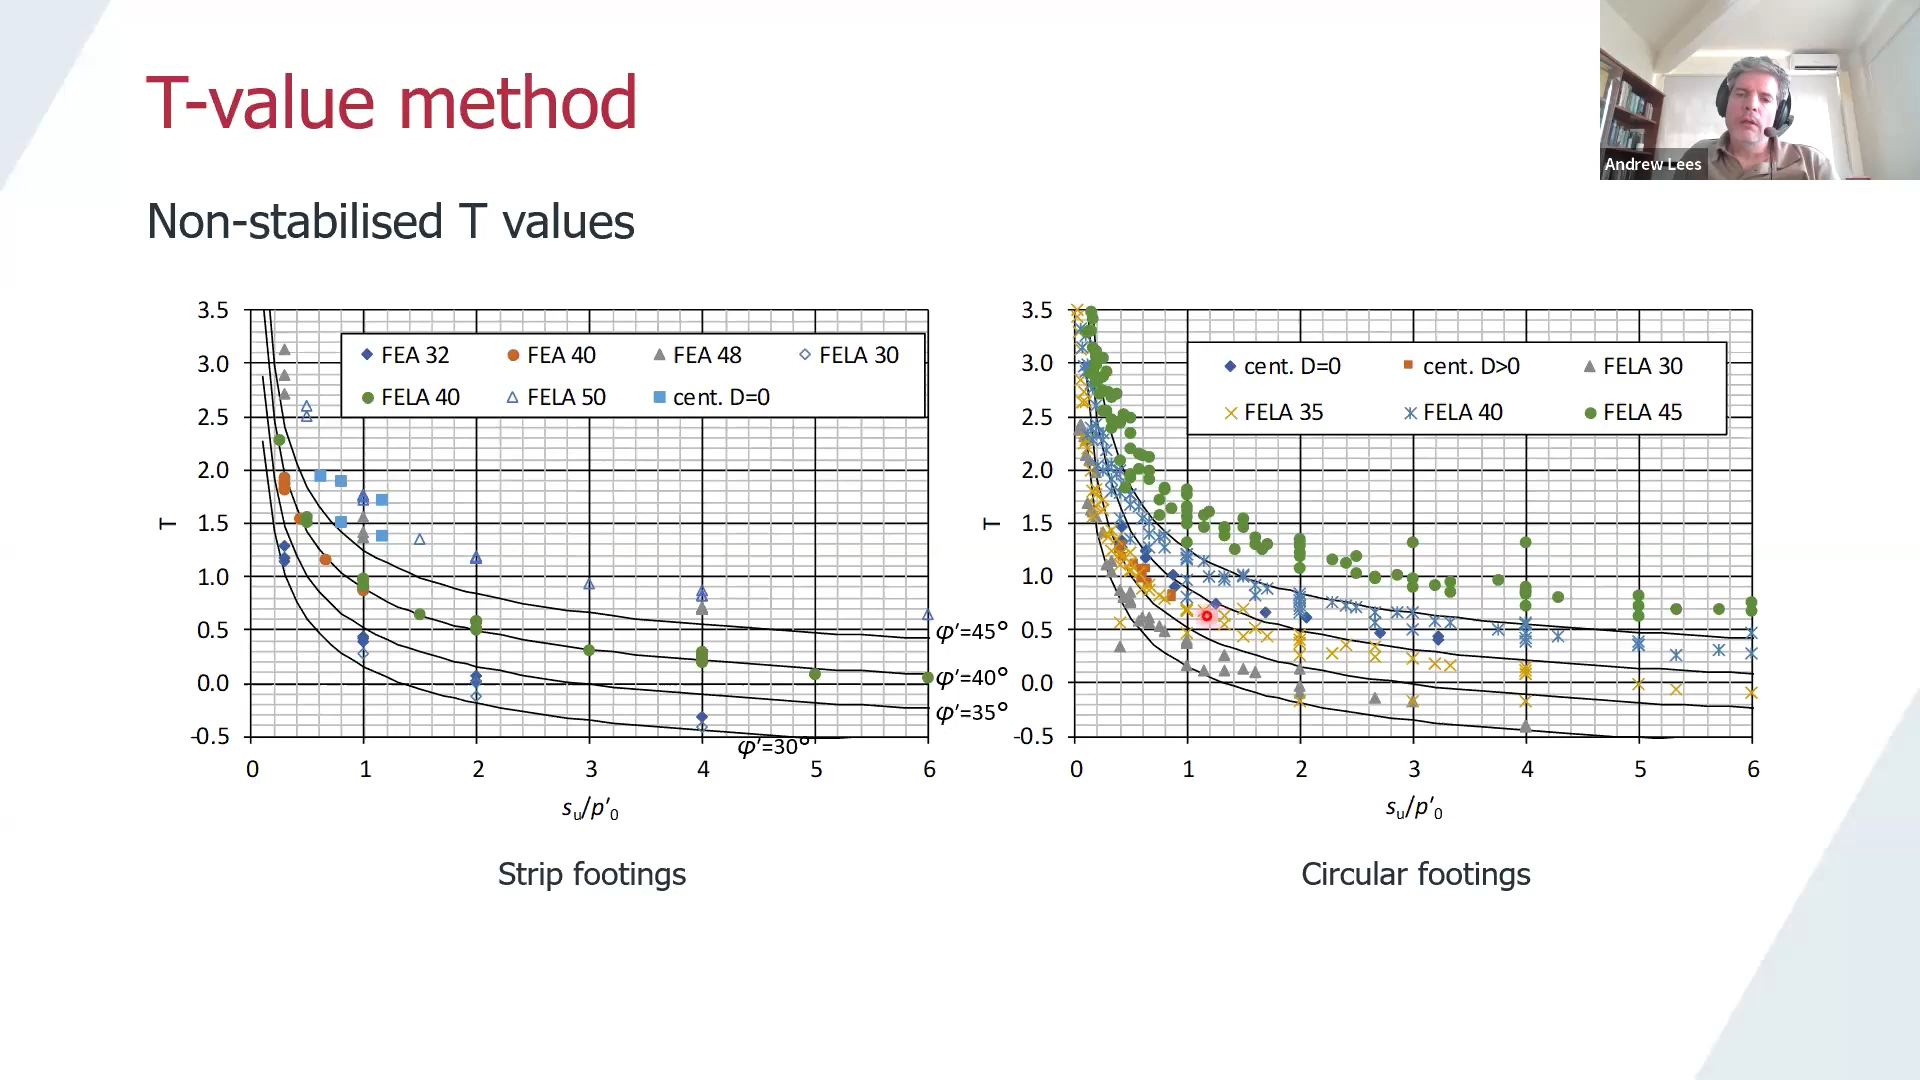 T-value method
Andrew Lees
Non-stabilised T values
3.5
3.0
2.5
2.0
1.5
1.0
0.5
0.0
-0.5
T
FEA 32 FEA 40 FEA 48 FELA 30
FELA 40 FELA 50 cent. D=0
φ′=45°
φ′=40°
φ′=35°
φ′=30°
0 1 2 3 4 5 6
su/p′0
Strip footings
3.5
3.0
2.5
2.0
1.5
1.0
0.5
0.0
-0.5
T
cent. D=0 cent. D>0 FELA 30
FELA 35 FELA 40 FELA 45
0 1 2 3 4 5 6
su/p′0
Circular footings